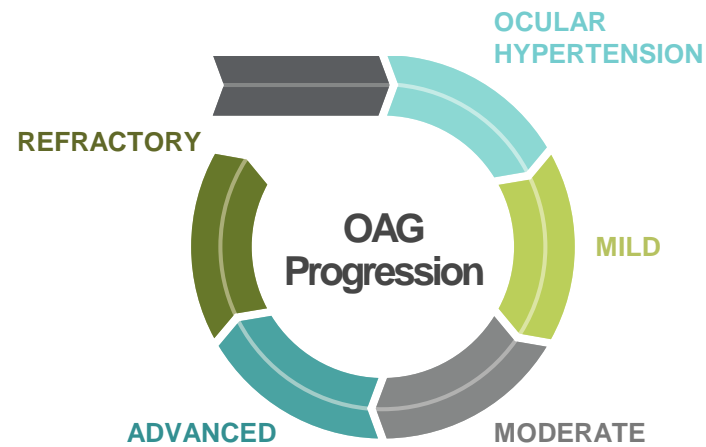 OCULAR
HYPERTENSION
REFRACTORY
OAG
Progression
MILD
ADVANCED
MODERATE